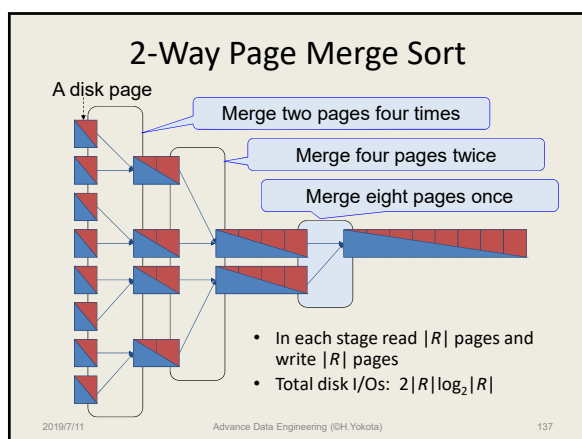 2-Way Page Merge Sort
A disk page
Merge two pages four times
Merge four pages twice
Merge eight pages once
• In each stage read |R| pages and
write |R| pages
• Total disk I/Os: 2|R|log₂|R|
2019/7/11 Advance Data Engineering (©H.Yokota) 137